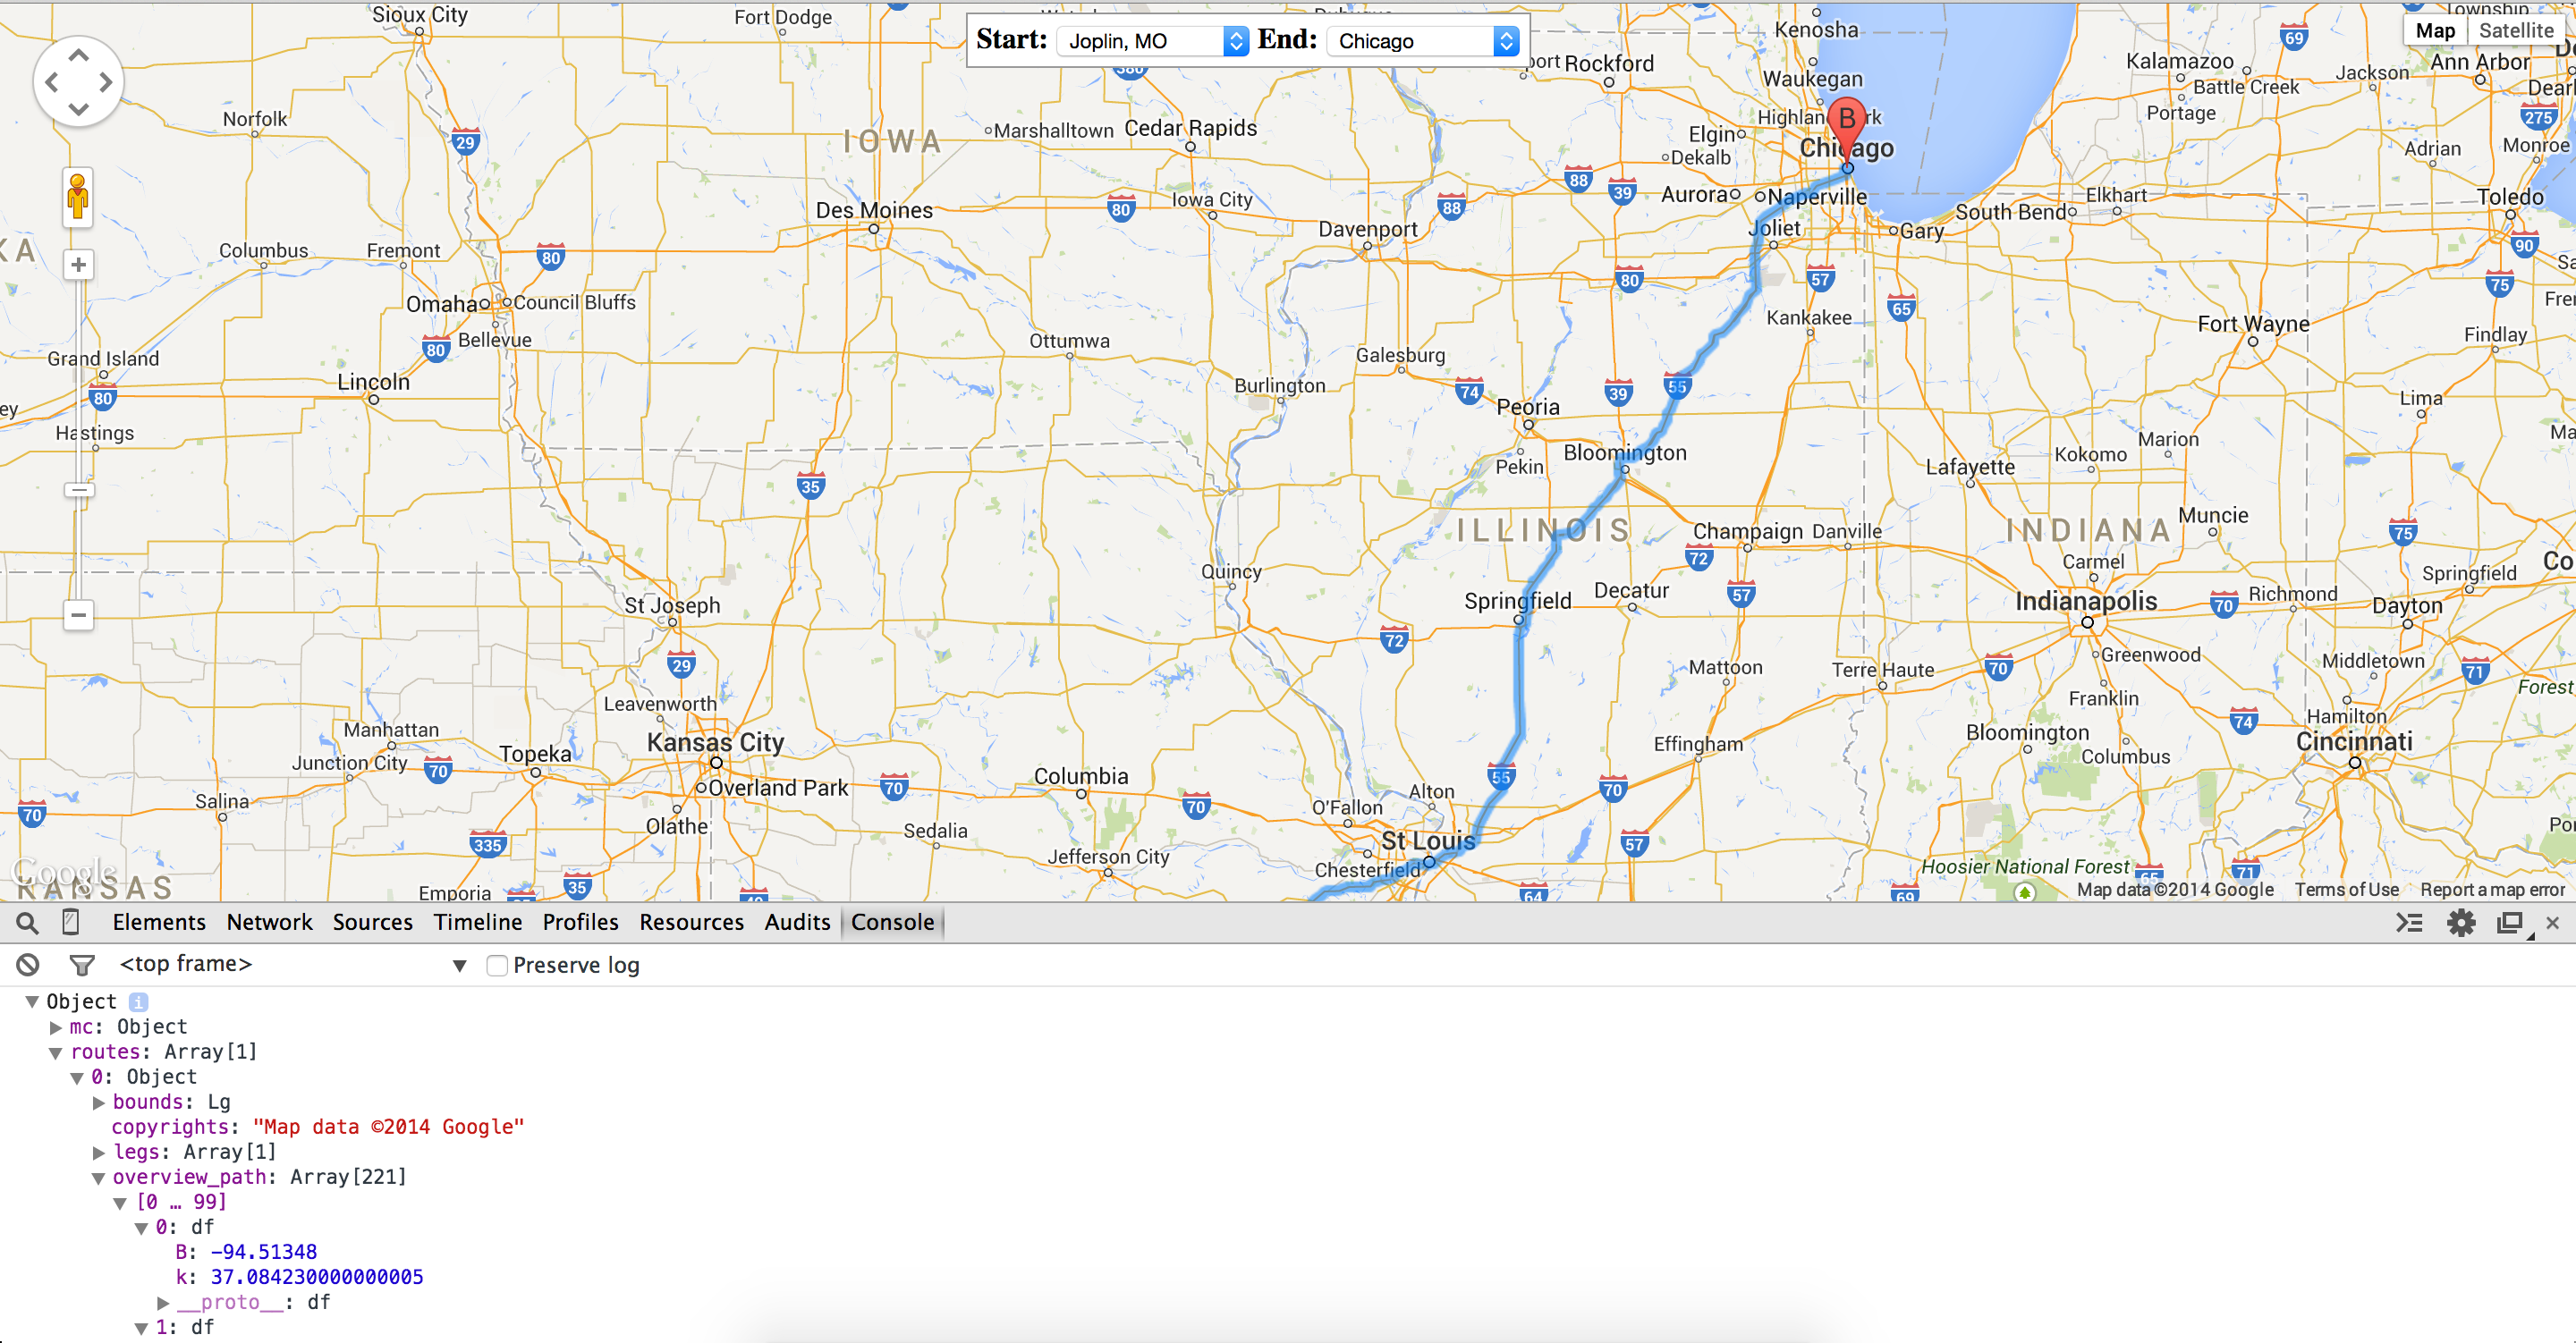 Sioux City
Fort Dodge
Township
Start: Joplin, MO End: Chicago
Kenosha
69
Map Satellite
Rockford
Kalamazoo
Ann Arbor
Jackson
Waukegan
Battle Creek
Norfolk
Portage
275
29
IOWA
Marshalltown
Cedar Rapids
Elgin
B
Chicago
Dekalb
Adrian
Monroe
88
39
Aurora
Naperville
Elkhart
Toledo
Des Moines
80
Iowa City
88
South Bend
Davenport
Joliet
Gary
90
Columbus
Fremont
80
80
57
75
Omaha
Council Bluffs
65
Kankakee
Fort Wayne
80
Bellevue
Ottumwa
Galesburg
Findlay
Grand Island
Lincoln
Burlington
74
39
55
80
Peoria
Lima
Hastings
Bloomington
Marion
Pekin
Lafayette
Kokomo
35
ILLINOIS
Champaign
Danville
INDIANA
Muncie
75
72
Carmel
Quincy
Decatur
57
Springfield
St Joseph
Springfield
Indianapolis
70
Richmond
Dayton
72
29
Mattoon
Terre Haute
70
Greenwood
Middletown
71
Leavenworth
Franklin
Forest
Manhattan
Kansas City
74
Hamilton
Topeka
Effingham
Bloomington
Cincinnati
Junction City
70
Columbia
55
Columbus
Salina
Overland Park
70
70
O'Fallon
Alton
70
70
Olathe
Sedalia
St Louis
57
335
Jefferson City
Chesterfield
Hoosier National Forest
Google
KANSAS
Emporia
35
64
69
65
71
Map data ©2014 Google Terms of Use Report a map error
Elements Network Sources Timeline Profiles Resources Audits Console
<top frame> Preserve log
Object i
mc: Object
routes: Array[1]
0: Object
bounds: Lg
copyrights: "Map data ©2014 Google"
legs: Array[1]
overview_path: Array[221]
[0 … 99]
0: df
B: -94.51348
k: 37.084230000000005
__proto__: df
1: df